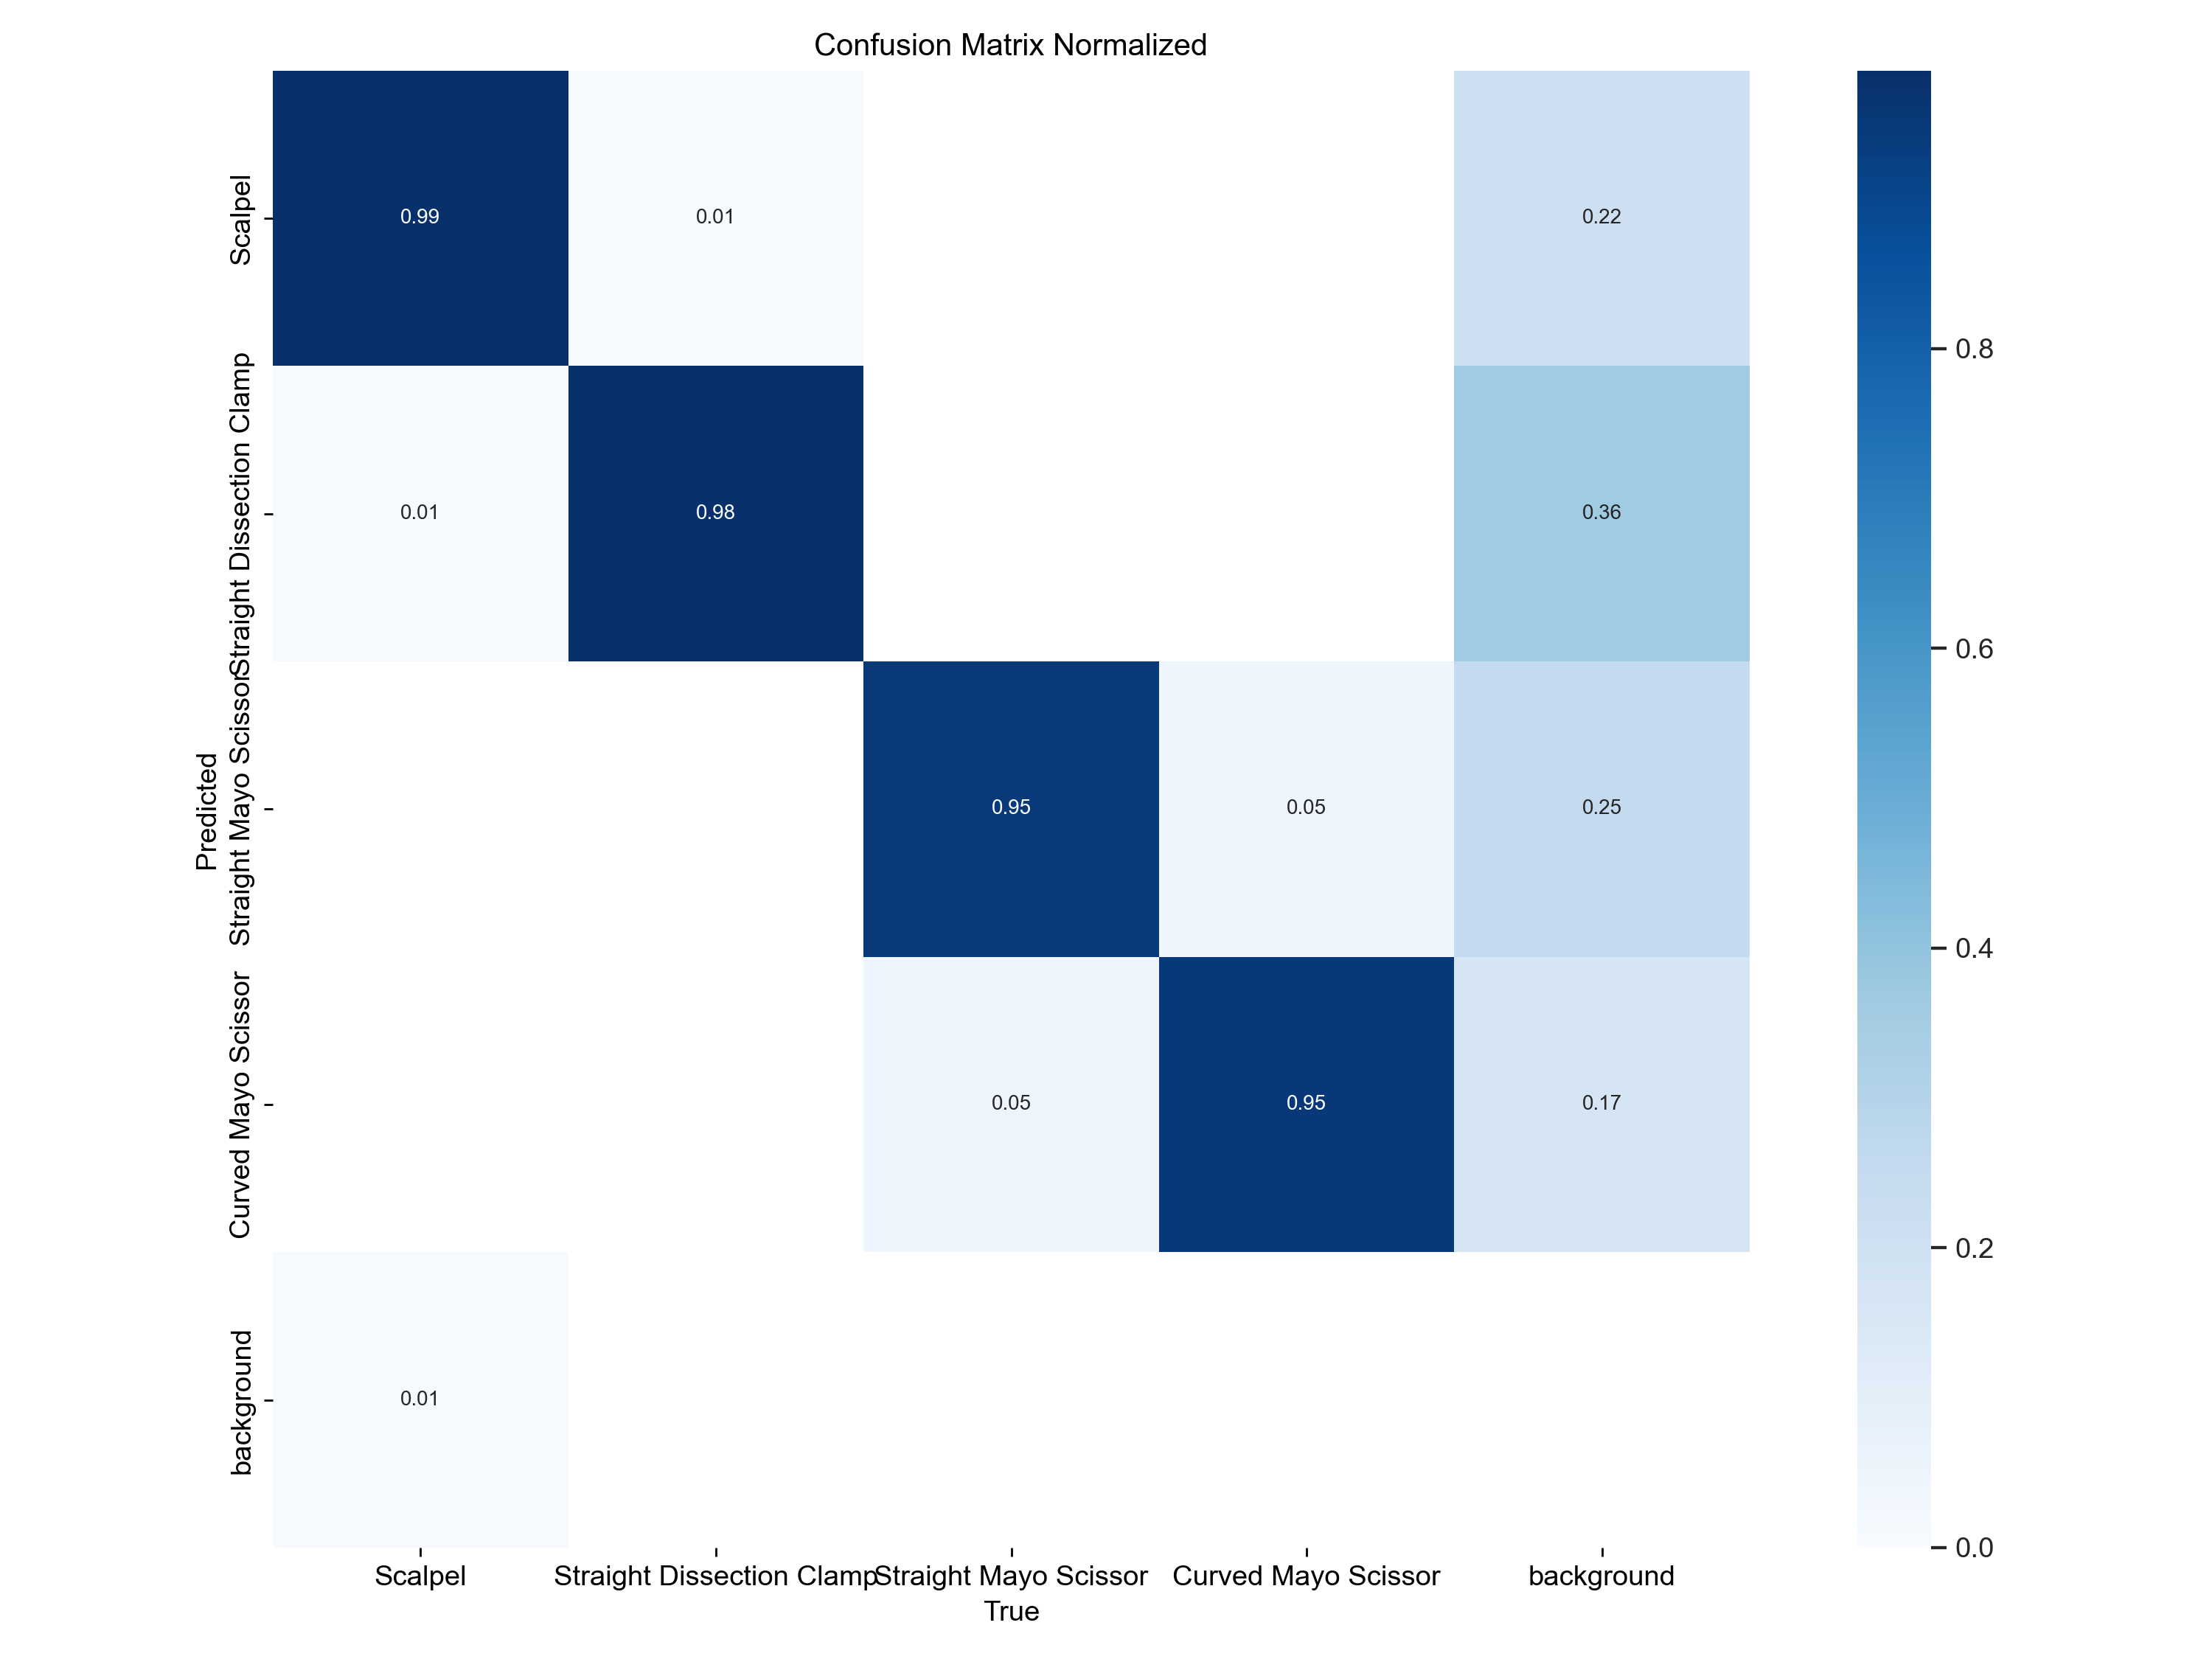 Confusion Matrix Normalized
Predicted
Scalpel
Straight Dissection Clamp
Straight Mayo Scissor
Curved Mayo Scissor
background
0.99 0.01 0.22
0.01 0.98 0.36
0.95 0.05 0.25
0.05 0.95 0.17
0.01
Scalpel Straight Dissection Clamp Straight Mayo Scissor Curved Mayo Scissor background
True
0.8
0.6
0.4
0.2
0.0